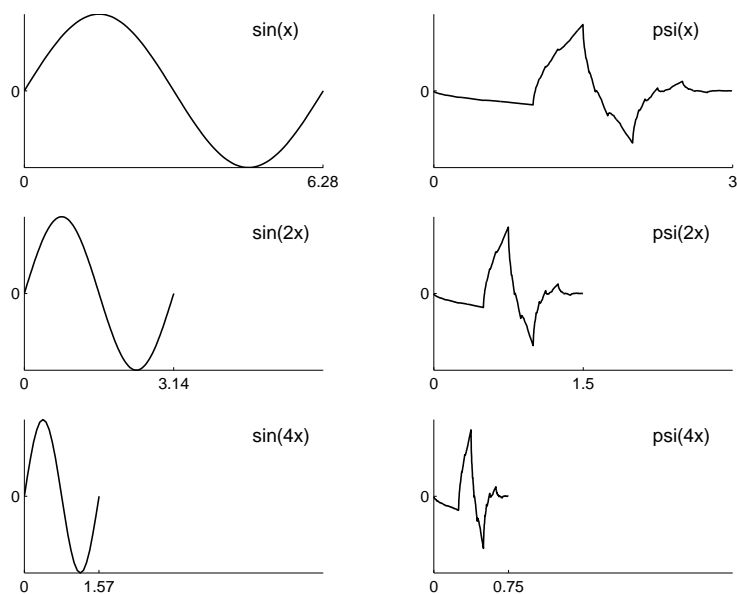 sin(x)
0
0 6.28
psi(x)
0
0 3
sin(2x)
0
0 3.14
psi(2x)
0
0 1.5
sin(4x)
0
0 1.57
psi(4x)
0
0 0.75